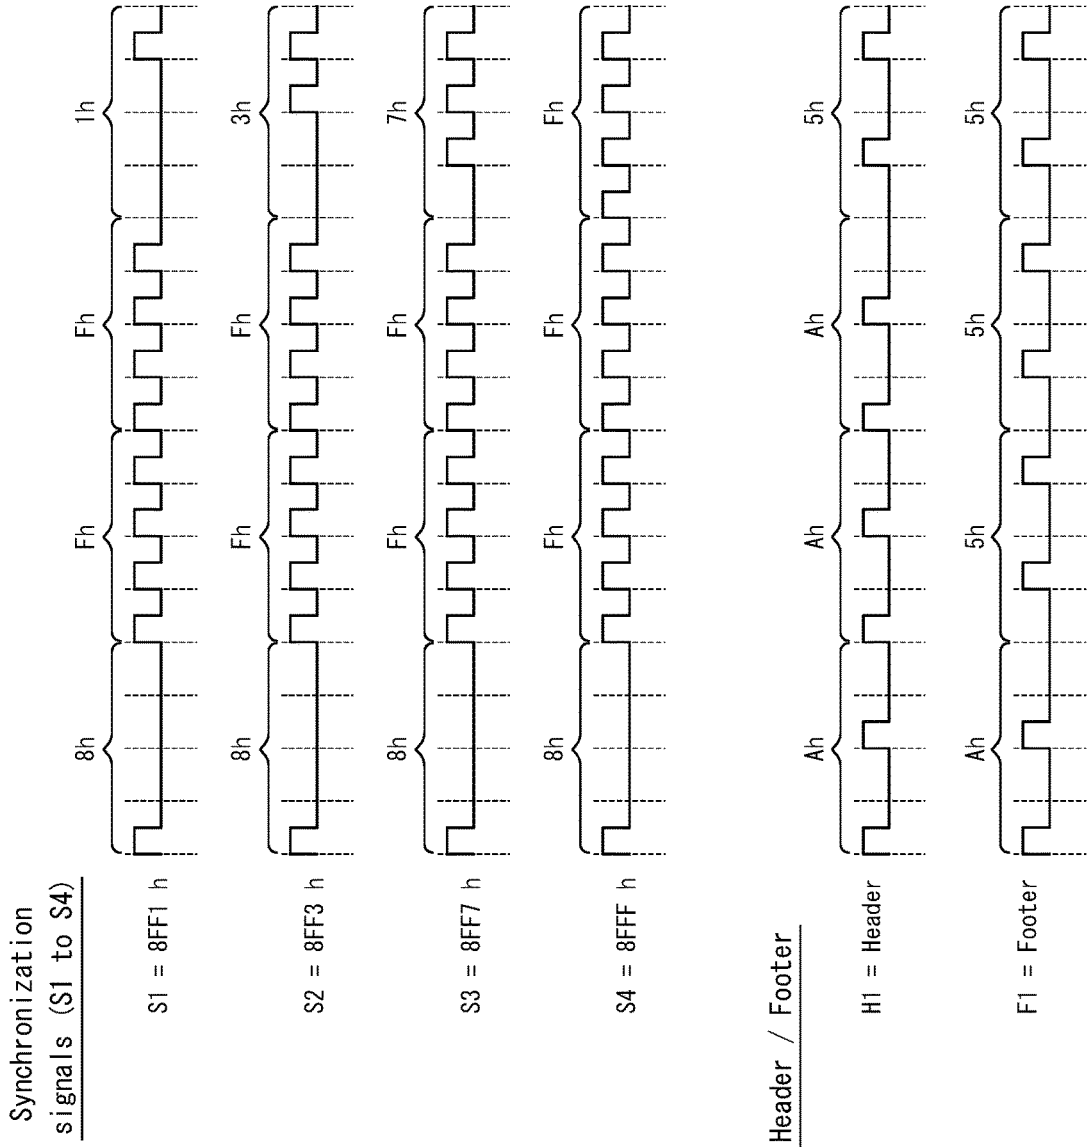 Synchronization
signals (S1 to S4)
8h Fh Fh 1h
S1 = 8FF1 h
8h Fh Fh 3h
S2 = 8FF3 h
8h Fh Fh 7h
S3 = 8FF7 h
8h Fh Fh Fh
S4 = 8FFF h
Header / Footer
Ah Ah Ah 5h
H1 = Header
Ah 5h 5h 5h
F1 = Footer